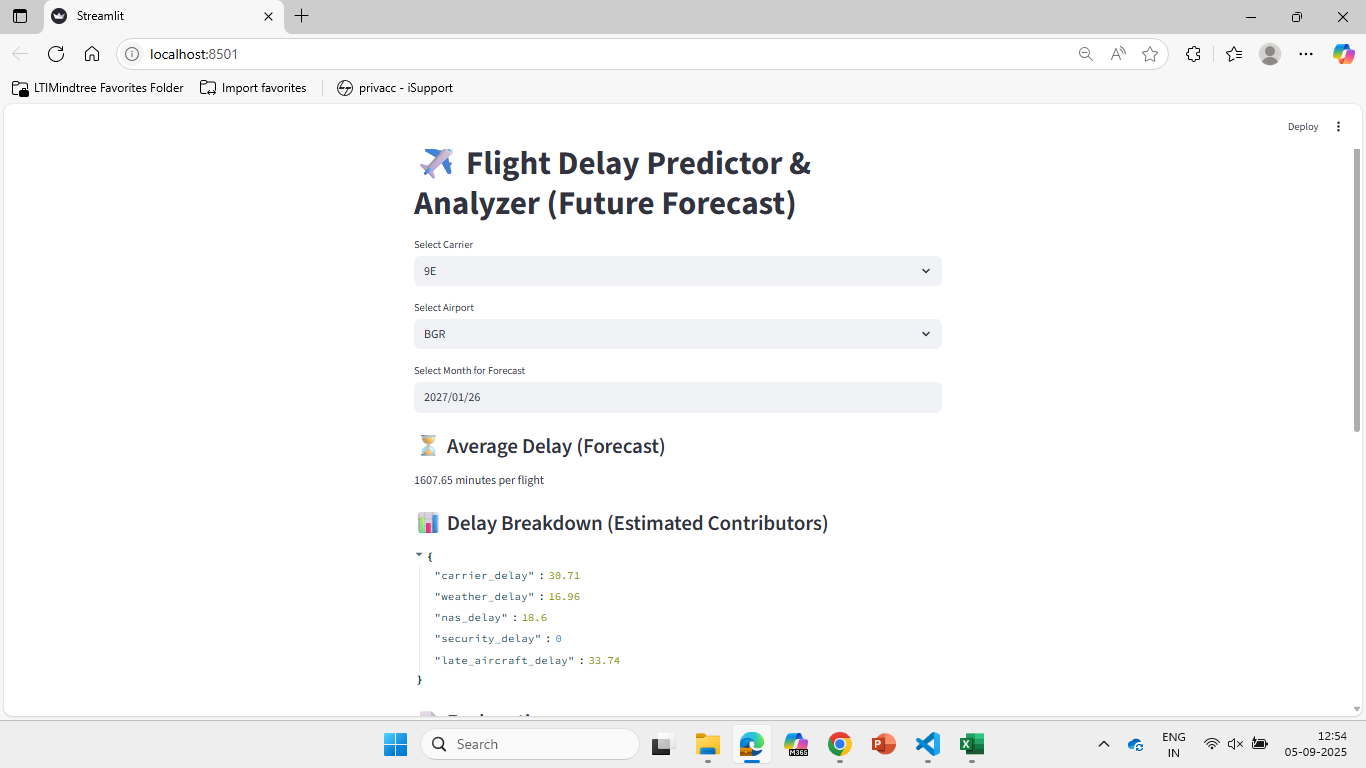 Streamlit
localhost:8501
LTIMindtree Favorites Folder
Import favorites
privacc - iSupport
Deploy
Flight Delay Predictor &
Analyzer (Future Forecast)
Select Carrier
9E
Select Airport
BGR
Select Month for Forecast
2027/01/26
Average Delay (Forecast)
1607.65 minutes per flight
Delay Breakdown (Estimated Contributors)
{
"carrier_delay" : 30.71
"weather_delay" : 16.96
"nas_delay" : 18.6
"security_delay" : 0
"late_aircraft_delay" : 33.74
}
Search
M365
ENG
IN
12:54
05-09-2025